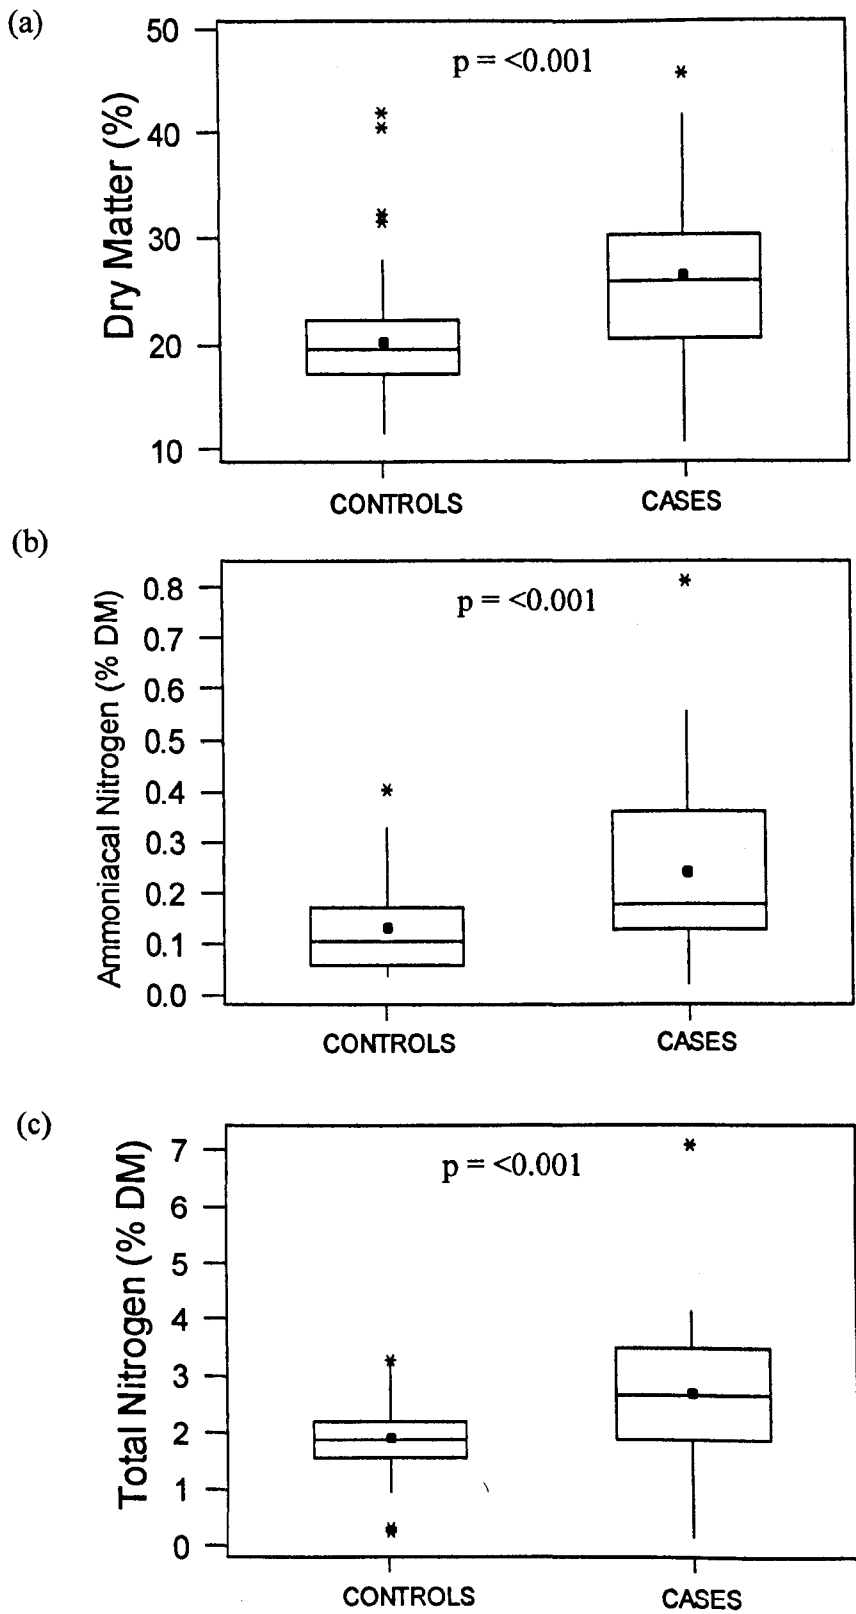 (a)
50
p = <0.001
40
30
20
10
Dry Matter (%)
CONTROLS CASES
(b)
0.8
p = <0.001
0.7
0.6
0.5
0.4
0.3
0.2
0.1
0.0
Ammoniacal Nitrogen (% DM)
CONTROLS CASES
(c)
7
p = <0.001
6
5
4
3
2
1
0
Total Nitrogen (% DM)
CONTROLS CASES